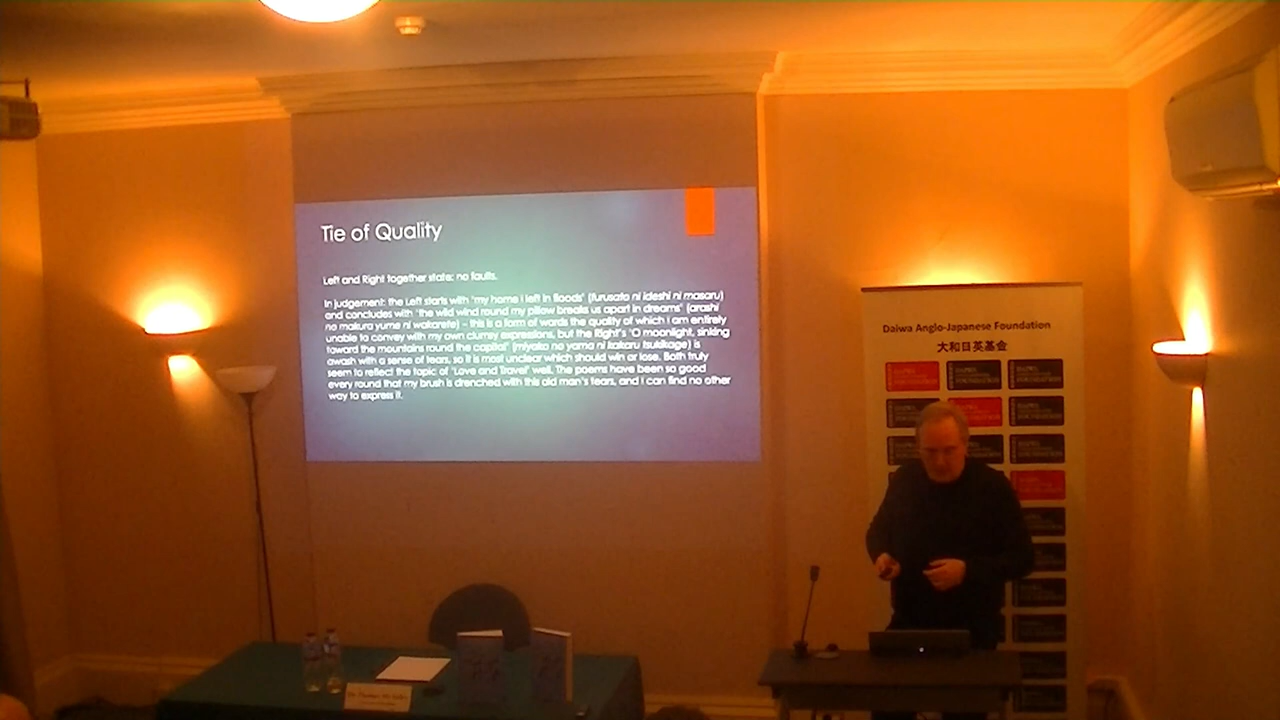 Tie of Quality
Left and Right together state: no faults.
In judgement: the Left starts with 'my home I left in floods' (furusato ni ideshi ni masaru)
and concludes with 'the wild wind round my pillow breaks us apart in dreams' (arashi
no makura yume ni wakarete) – this is a form of words the quality of which I am entirely
unable to convey with my own clumsy expressions, but the Right's 'O moonlight, sinking
toward the mountains round the capital' (miyako no yama ni kakaru tsukikage) is
awash with a sense of tears, so it is most unclear which should win or lose. Both truly
seem to reflect the topic of 'Love and Travel' well. The poems have been so good
every round that my brush is drenched with this old man's tears, and I can find no other
way to express it.
Daiwa Anglo-Japanese Foundation
大和日英基金